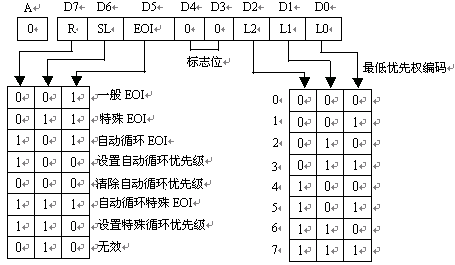 A D7 D6 D5 D4 D3 D2 D1 D0
0 R SL EOI 0 0 L2 L1 L0
标志位
最低优先权编码
0 0 1 一般 EOI 0 0 0 0
0 1 1 特殊 EOI 1 0 0 1
1 0 1 自动循环 EOI 2 0 1 0
1 0 0 设置自动循环优先级 3 0 1 1
0 0 0 清除自动循环优先级 4 1 0 0
1 1 1 自动循环特殊 EOI 5 1 0 1
1 1 0 设置特殊循环优先级 6 1 1 0
0 1 0 无效 7 1 1 1